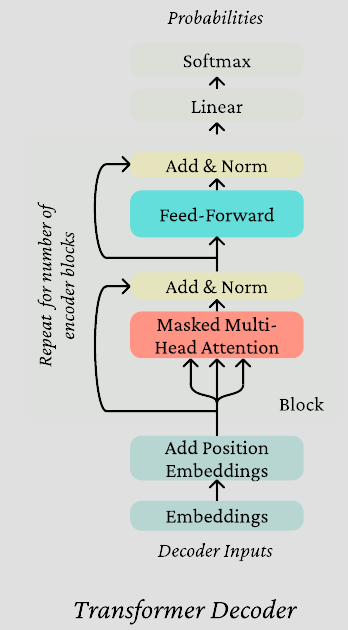 Probabilities
Softmax
Linear
Add & Norm
Feed-Forward
Repeat for number of
encoder blocks
Add & Norm
Masked Multi-
Head Attention
Block
Add Position
Embeddings
Embeddings
Decoder Inputs
Transformer Decoder